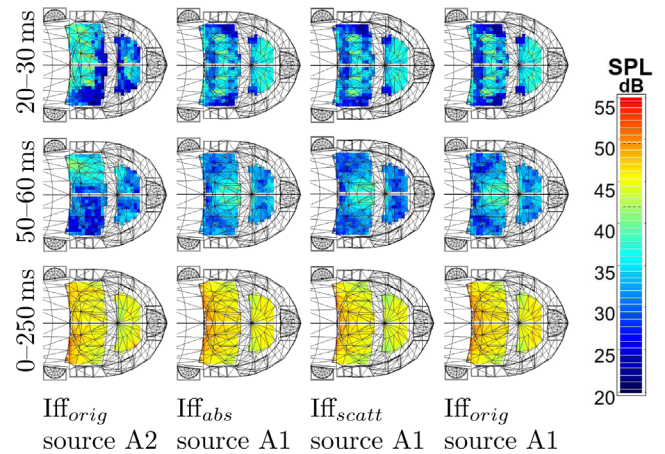 20–30 ms
50–60 ms
0–250 ms
SPL
dB
55
50
45
40
35
30
25
20
Iff_orig
source A2
Iff_abs
source A1
Iff_scatt
source A1
Iff_orig
source A1